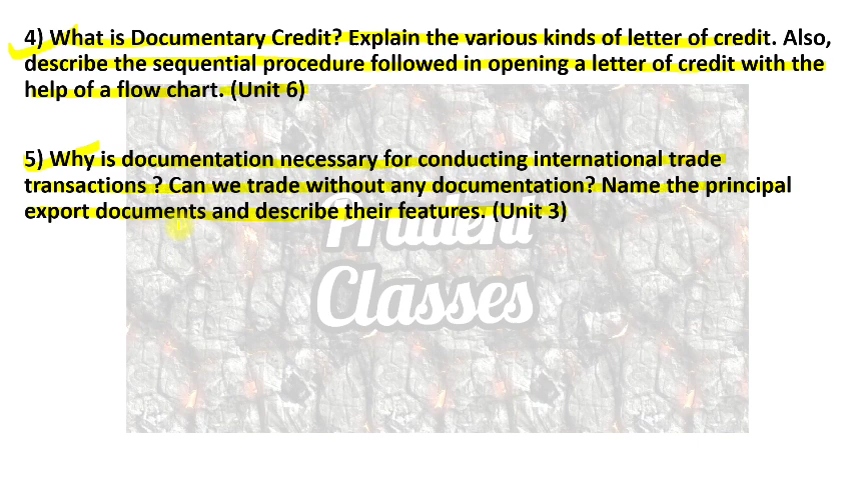 4) What is Documentary Credit? Explain the various kinds of letter of credit. Also,
describe the sequential procedure followed in opening a letter of credit with the
help of a flow chart. (Unit 6)
5) Why is documentation necessary for conducting international trade
transactions ? Can we trade without any documentation? Name the principal
export documents and describe their features. (Unit 3)
Prudent
Classes